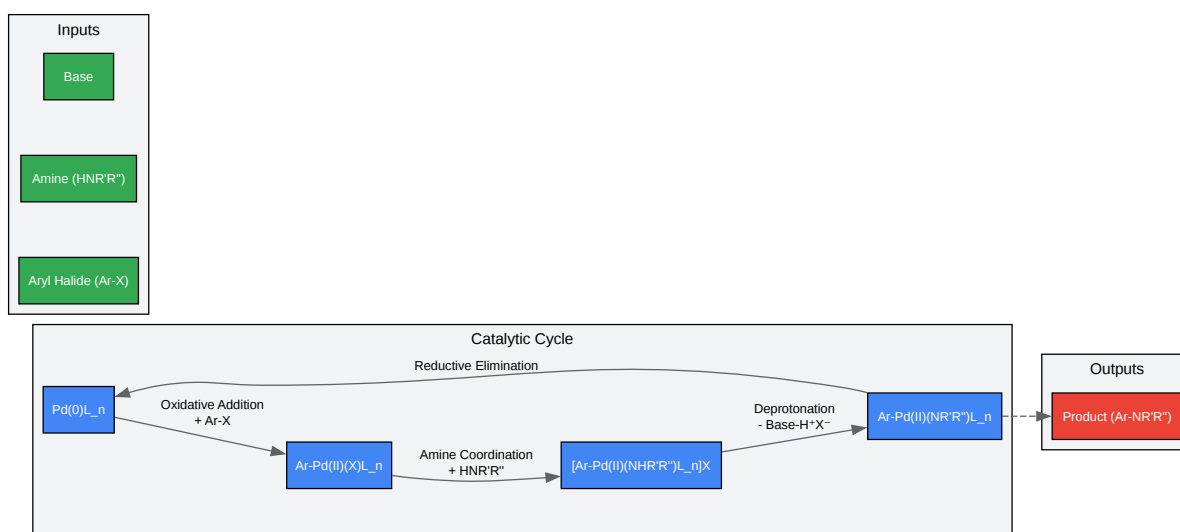 Inputs
Base
Amine (HNR'R")
Aryl Halide (Ar-X)
Catalytic Cycle
Reductive Elimination
Pd(0)L_n
Oxidative Addition
+ Ar-X
Ar-Pd(II)(X)L_n
Amine Coordination
+ HNR'R"
[Ar-Pd(II)(NHR'R")L_n]X
Deprotonation
- Base-H⁺X⁻
Ar-Pd(II)(NR'R")L_n
Outputs
Product (Ar-NR'R")